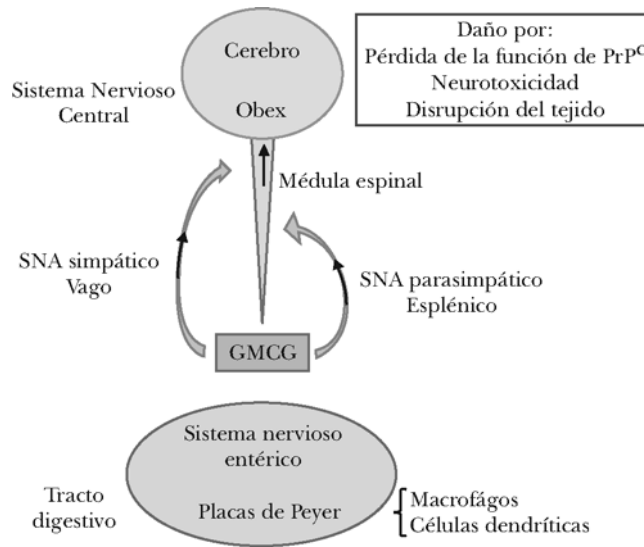 Cerebro
Obex
Sistema Nervioso
Central
Daño por:
Pérdida de la función de PrPᶜ
Neurotoxicidad
Disrupción del tejido
Médula espinal
SNA simpático
Vago
SNA parasimpático
Esplénico
GMCG
Sistema nervioso
entérico
Placas de Peyer
Tracto
digestivo
Macrofágos
Células dendríticas